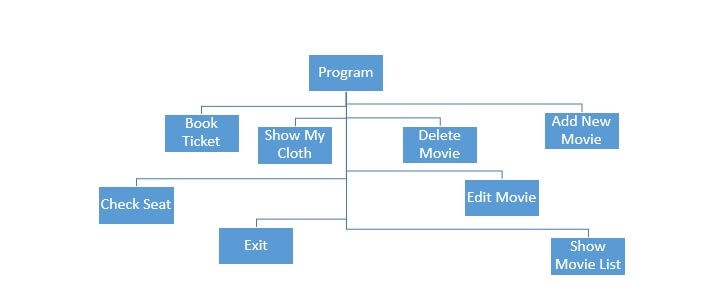 Program
Book
Ticket
Show My
Cloth
Delete
Movie
Add New
Movie
Check Seat
Edit Movie
Exit
Show
Movie List